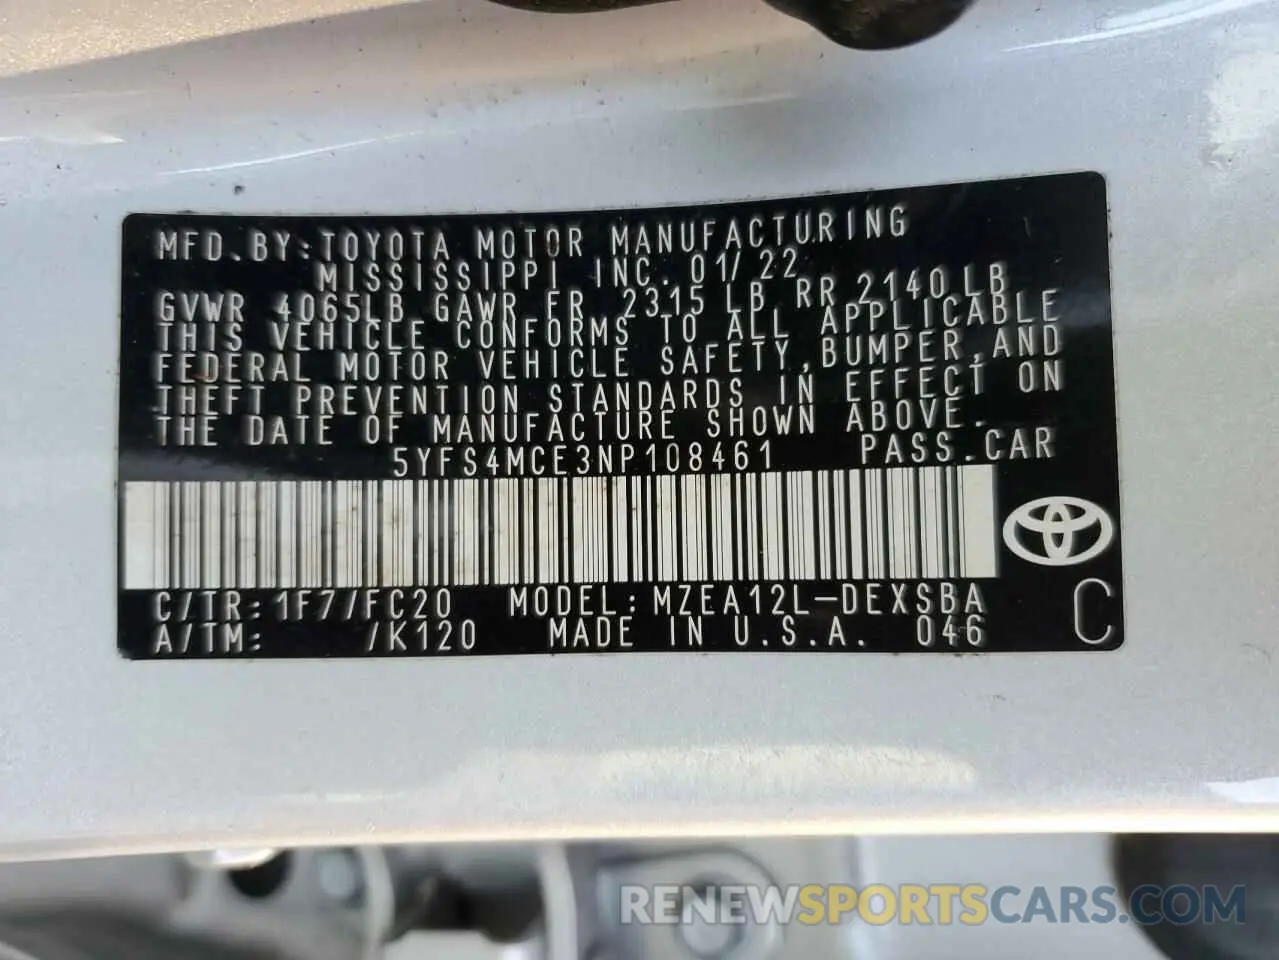 MFD.BY:TOYOTA MOTOR MANUFACTURING
MISSISSIPPI INC. 01/22
GVWR 4065LB GAWR FR 2315LB RR 2140LB
THIS VEHICLE CONFORMS TO ALL APPLICABLE
FEDERAL MOTOR VEHICLE SAFETY,BUMPER,AND
THEFT PREVENTION STANDARDS IN EFFECT ON
THE DATE OF MANUFACTURE SHOWN ABOVE.
5YFS4MCE3NP108461 PASS.CAR
C/TR:1F7/FC20 MODEL:MZEA12L-DEXSBA
A/TM: /K120 MADE IN U.S.A. 046 C
RENEWSPORTSCARS.COM